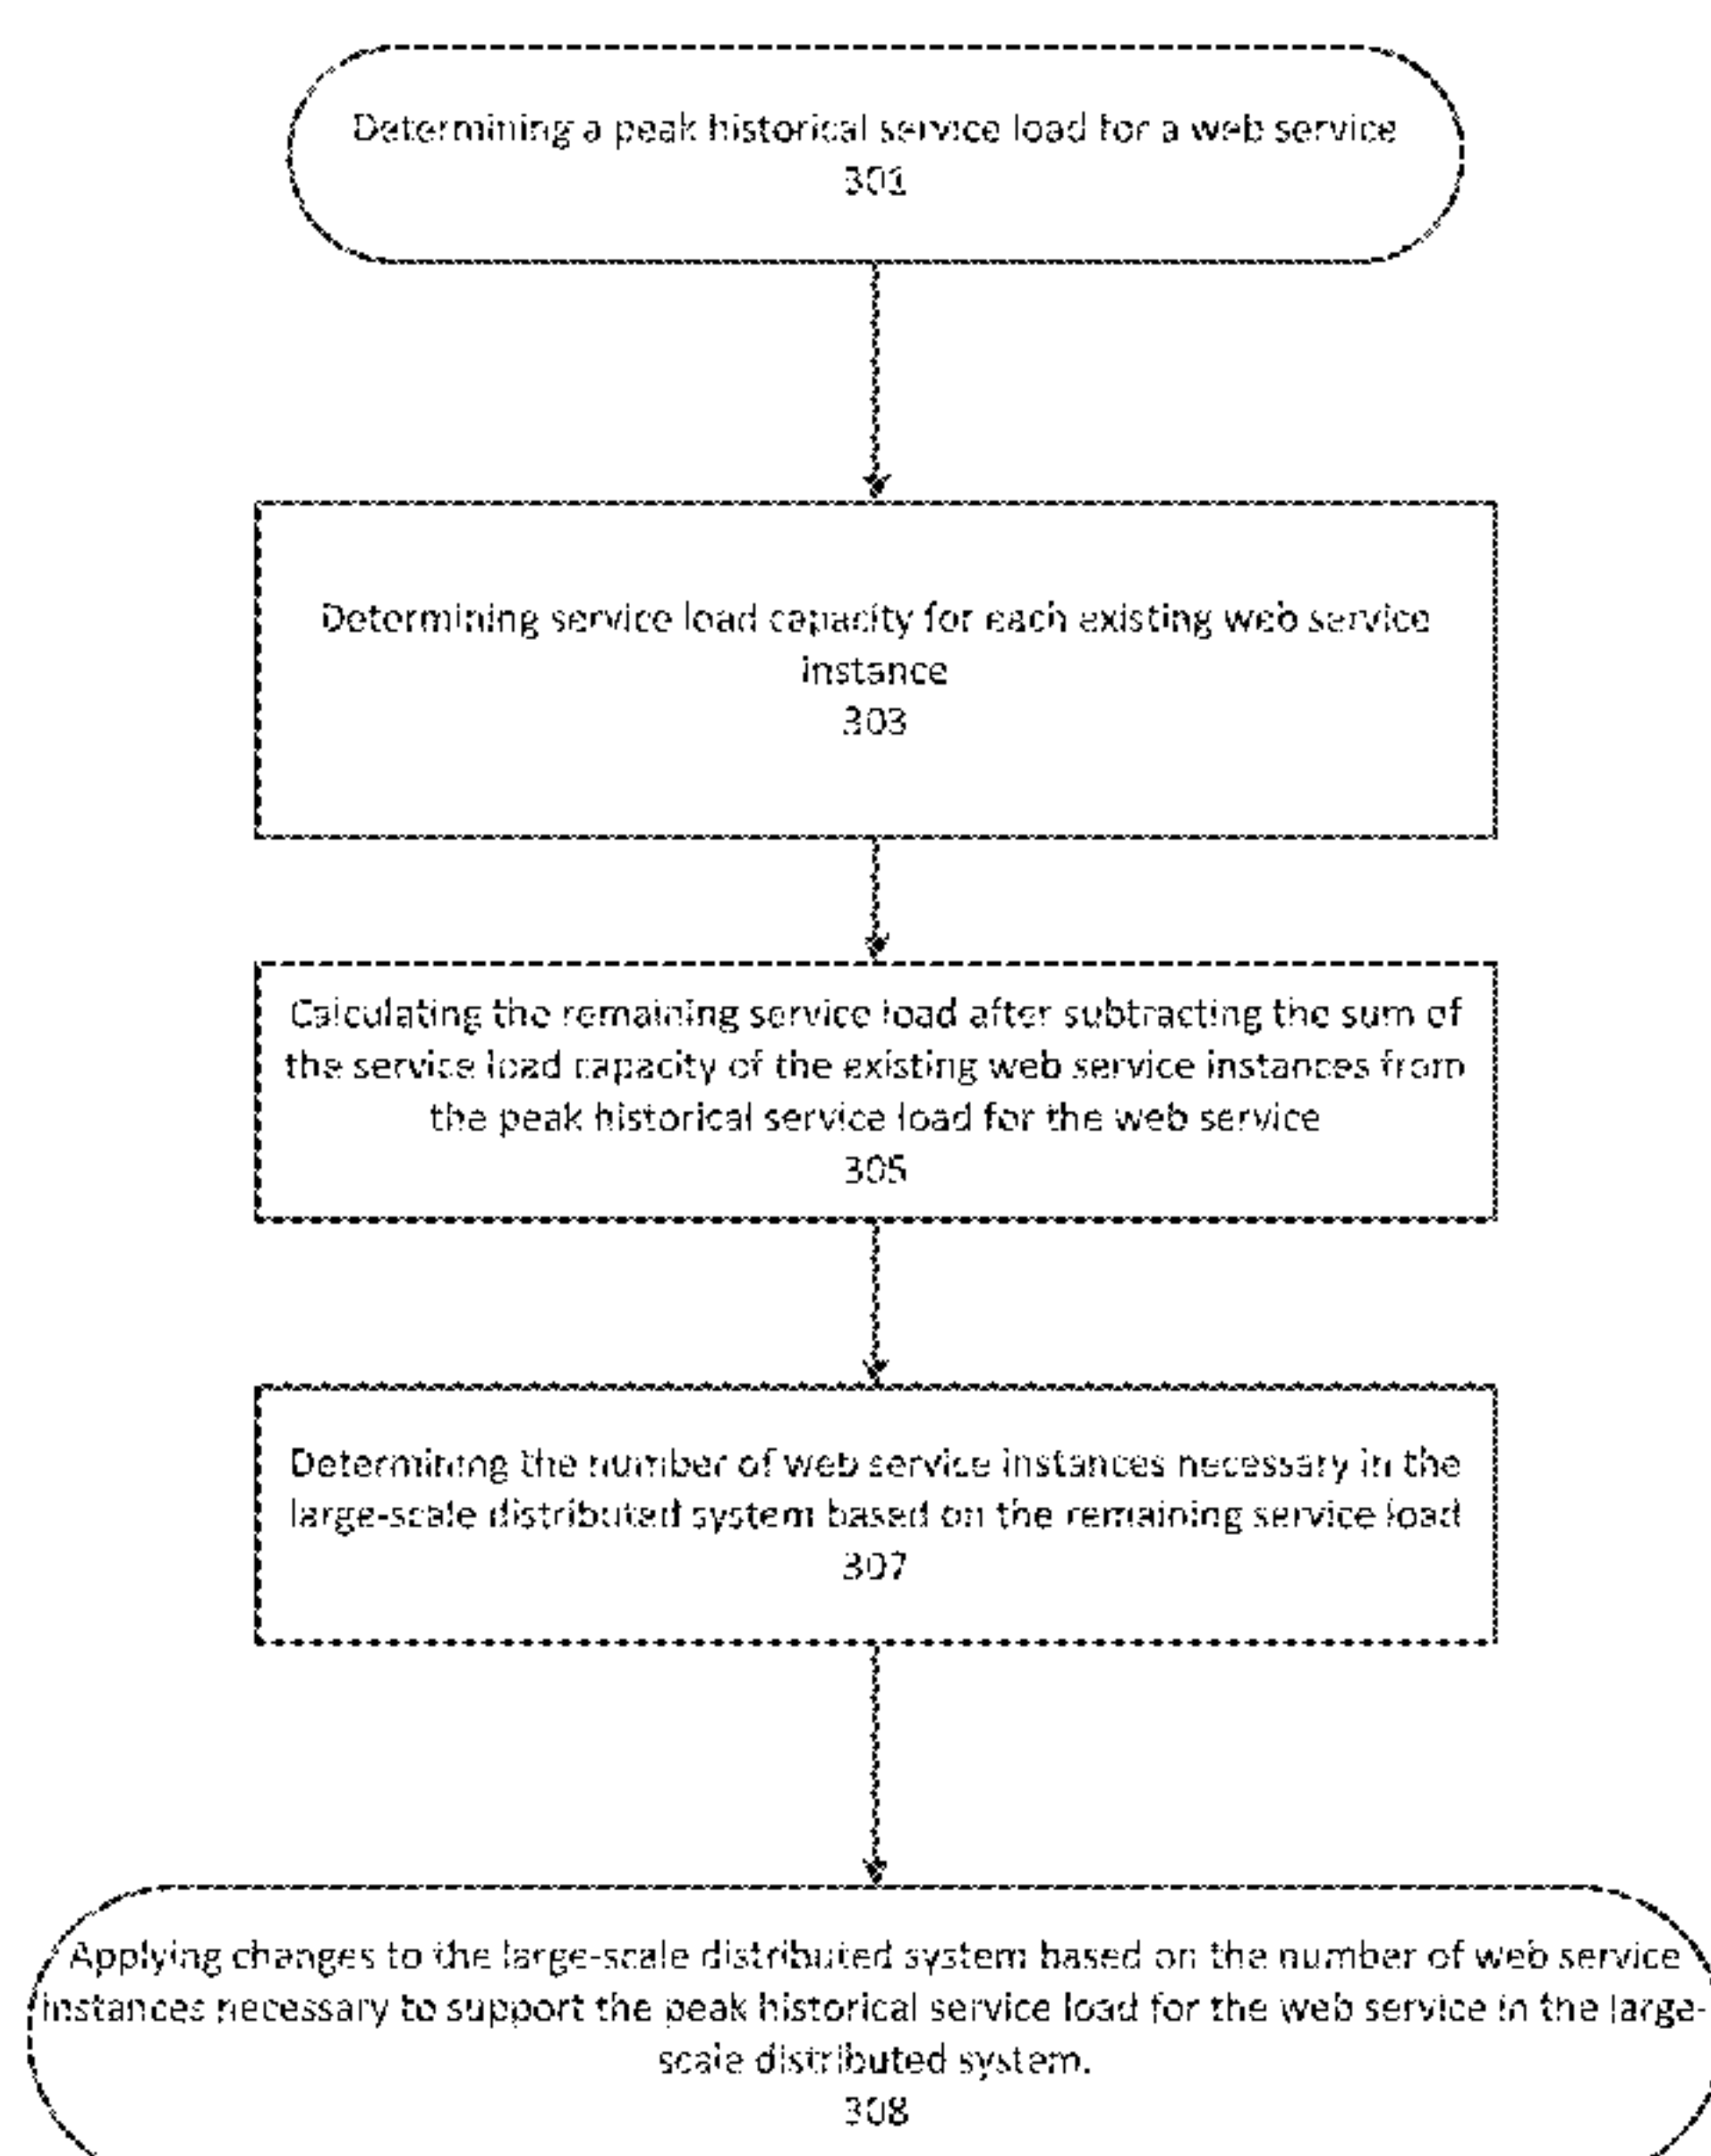 Determining a peak historical service load for a web service
301
Determining service load capacity for each existing web service
instance
303
Calculating the remaining service load after subtracting the sum of
the service load capacity of the existing web service instances from
the peak historical service load for the web service
305
Determining the number of web service instances necessary in the
large-scale distributed system based on the remaining service load
307
Applying changes to the large-scale distributed system based on the number of web service
instances necessary to support the peak historical service load for the web service in the large-
scale distributed system.
308